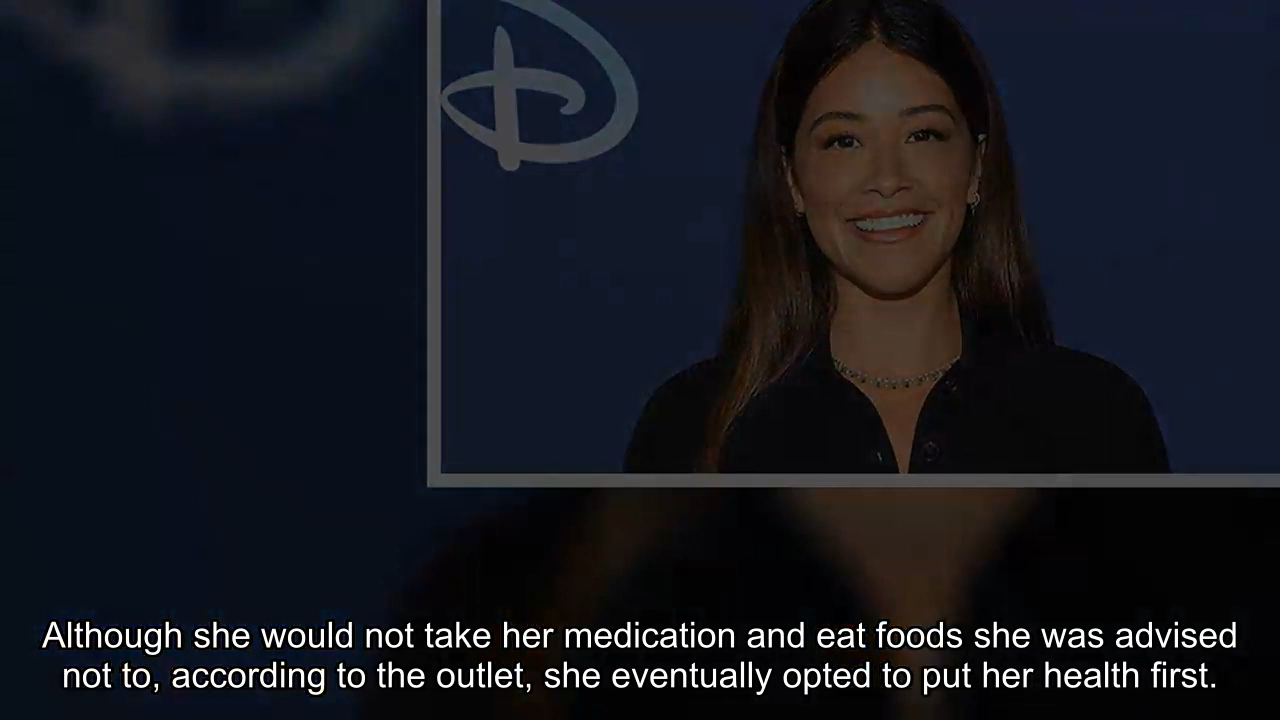 Although she would not take her medication and eat foods she was advised
not to, according to the outlet, she eventually opted to put her health first.